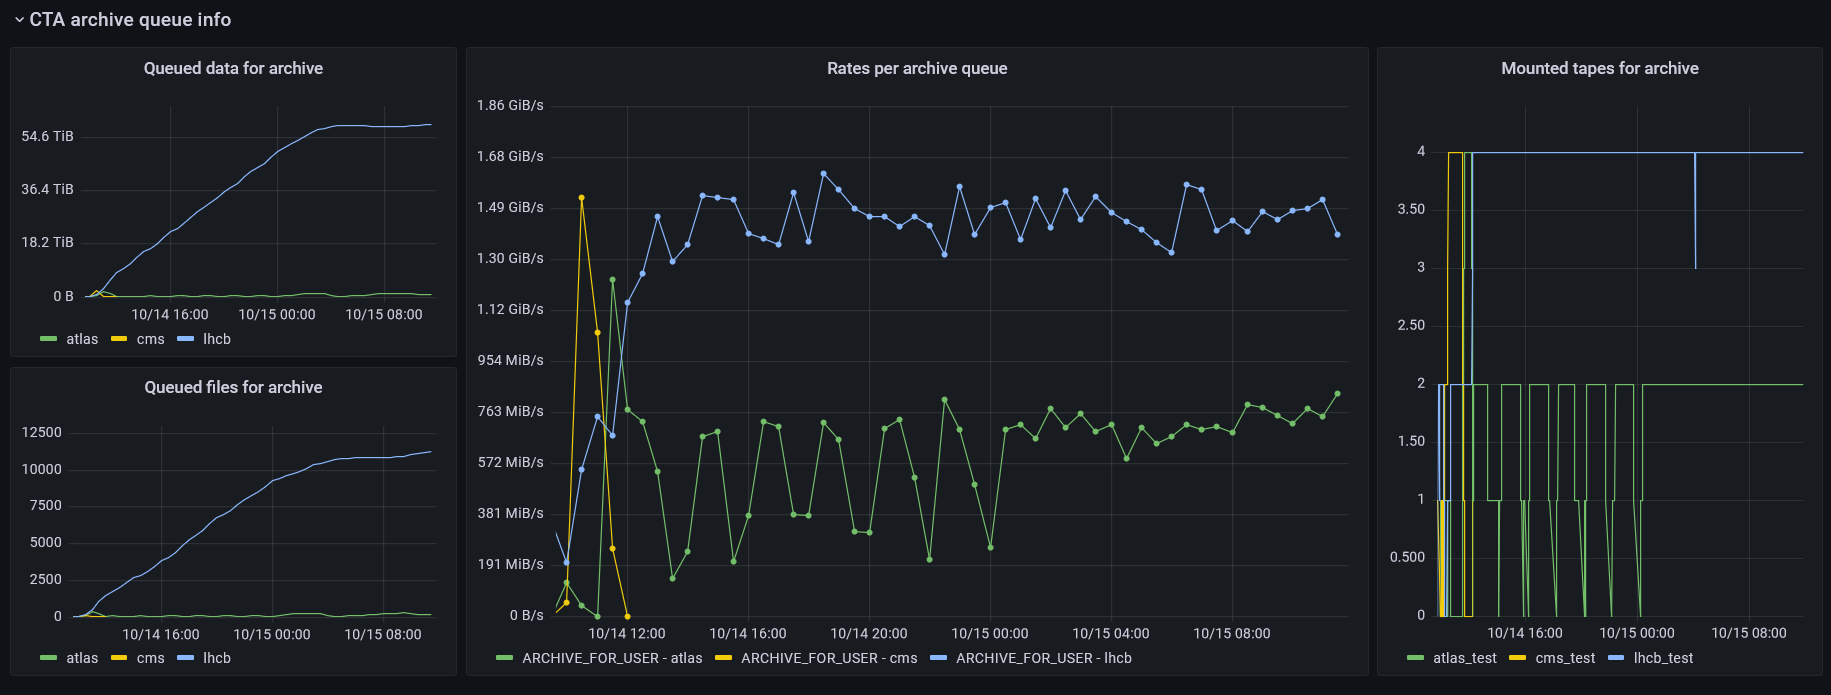 CTA archive queue info
Queued data for archive
54.6 TiB
36.4 TiB
18.2 TiB
0 B
10/14 16:00 10/15 00:00 10/15 08:00
atlas cms lhcb
Queued files for archive
12500
10000
7500
5000
2500
0
10/14 16:00 10/15 00:00 10/15 08:00
atlas cms lhcb
Rates per archive queue
1.86 GiB/s
1.68 GiB/s
1.49 GiB/s
1.30 GiB/s
1.12 GiB/s
954 MiB/s
763 MiB/s
572 MiB/s
381 MiB/s
191 MiB/s
0 B/s
10/14 12:00 10/14 16:00 10/14 20:00 10/15 00:00 10/15 04:00 10/15 08:00
ARCHIVE_FOR_USER - atlas ARCHIVE_FOR_USER - cms ARCHIVE_FOR_USER - lhcb
Mounted tapes for archive
4
3.50
3
2.50
2
1.50
1
0.500
0
10/14 16:00 10/15 00:00 10/15 08:00
atlas_test cms_test lhcb_test